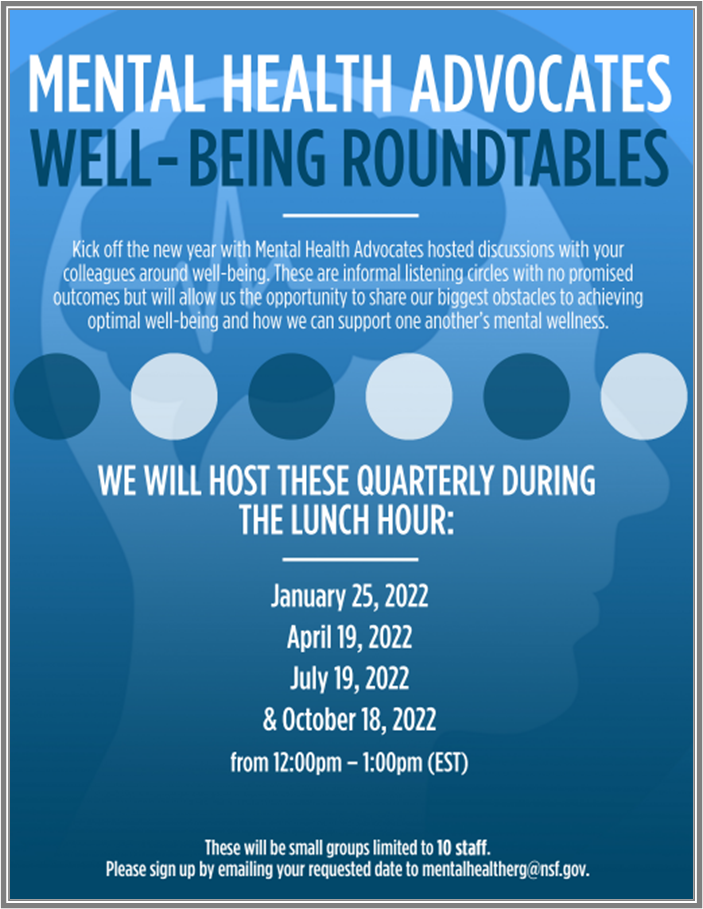 MENTAL HEALTH ADVOCATES
WELL-BEING ROUNDTABLES
Kick off the new year with Mental Health Advocates hosted discussions with your
colleagues around well-being. These are informal listening circles with no promised
outcomes but will allow us the opportunity to share our biggest obstacles to achieving
optimal well-being and how we can support one another's mental wellness.
WE WILL HOST THESE QUARTERLY DURING
THE LUNCH HOUR:
January 25, 2022
April 19, 2022
July 19, 2022
& October 18, 2022
from 12:00pm – 1:00pm (EST)
These will be small groups limited to 10 staff.
Please sign up by emailing your requested date to mentalhealtherg@nsf.gov.